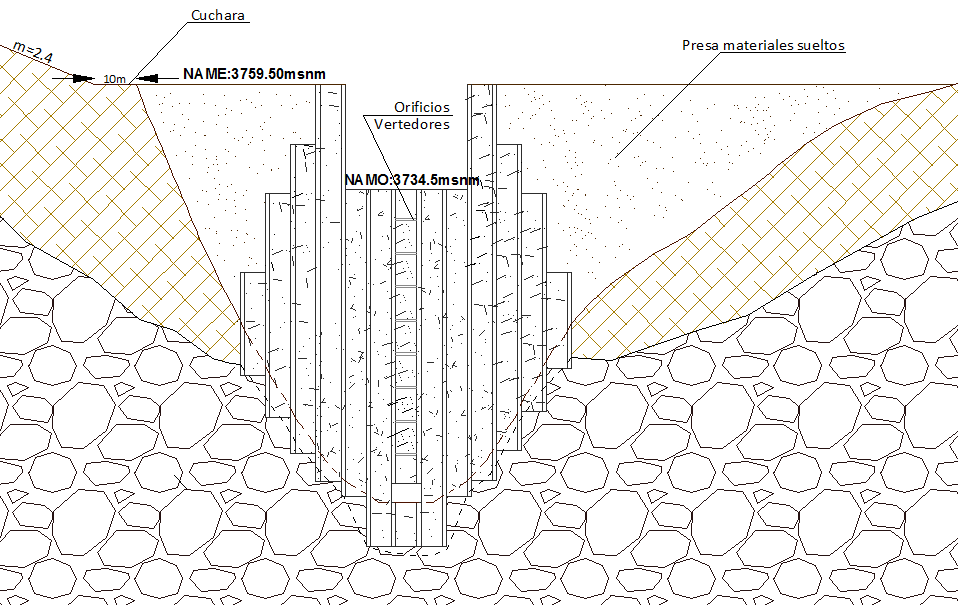 Cuchara
m=2.4
Presa materiales sueltos
10m
NAME:3759.50msnm
Orificios
Vertedores
NAMO:3734.5msnm